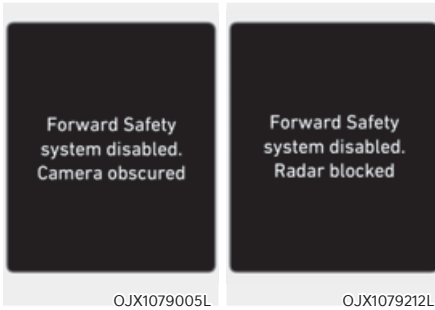 Forward Safety
system disabled.
Camera obscured
OJX1079005L
Forward Safety
system disabled.
Radar blocked
OJX1079212L